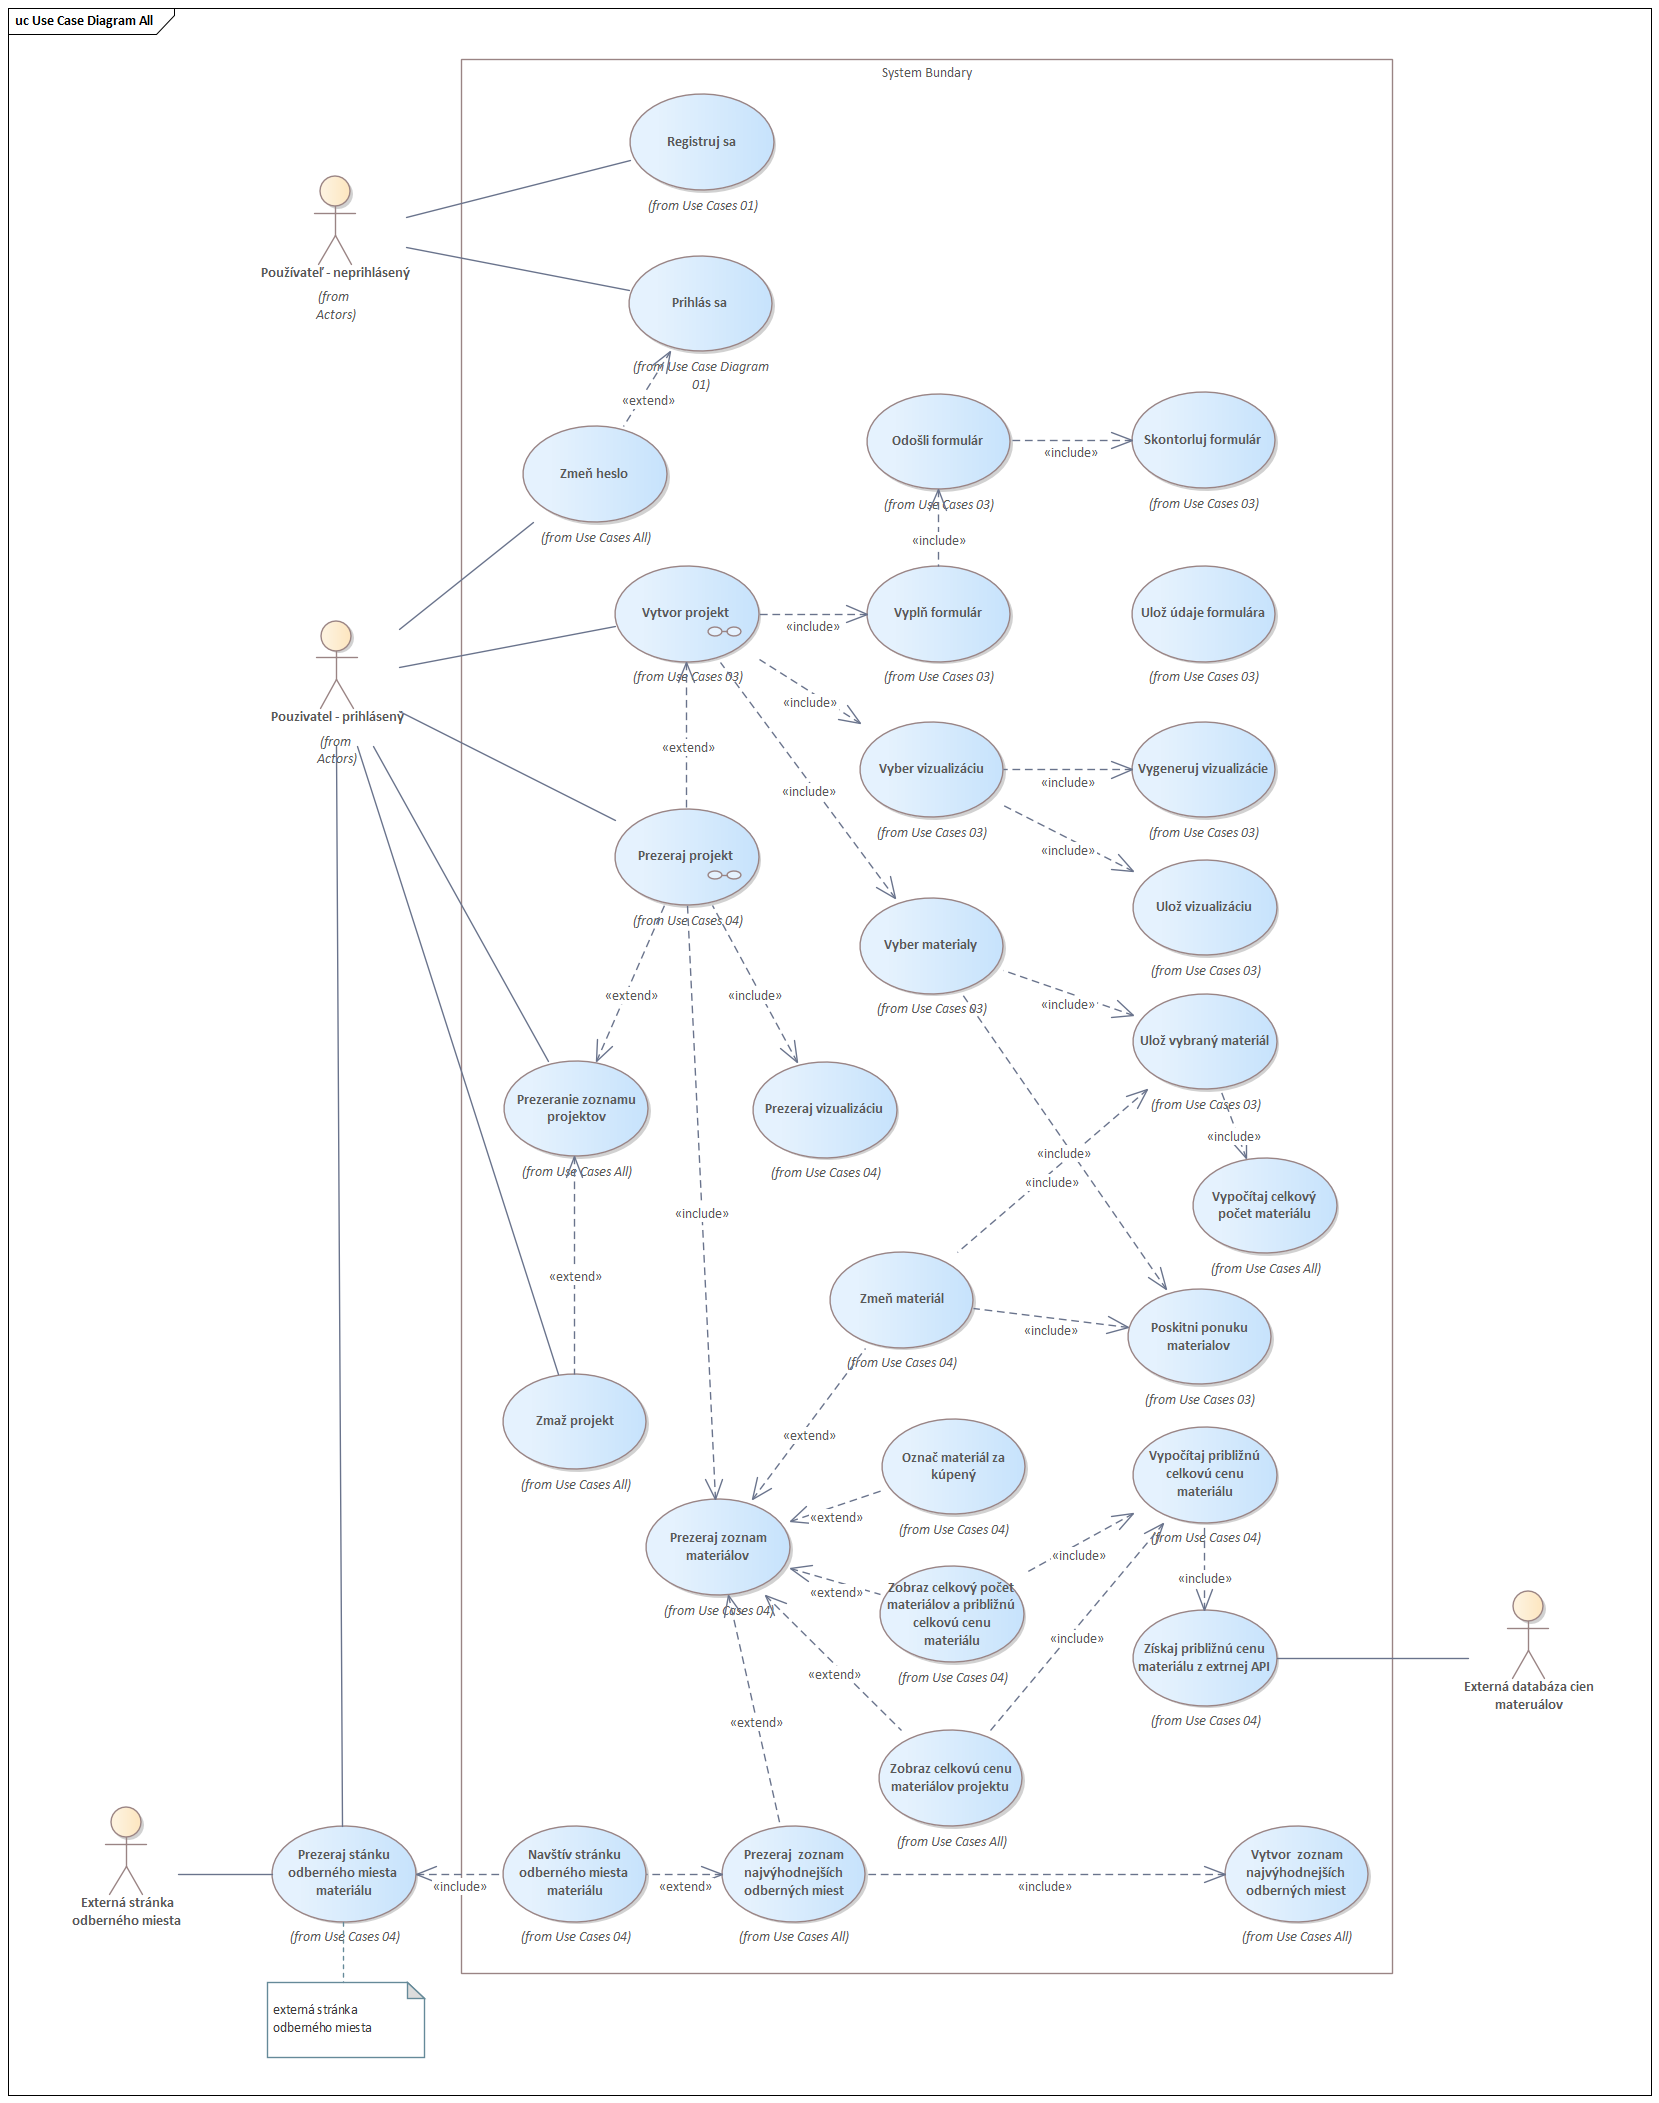 uc Use Case Diagram All
System Bundary
Registruj sa
(from Use Cases 01)
Používateľ - neprihlásený
(from
Actors)
Prihlás sa
(from Use Case Diagram
01)
«extend»
Zmeň heslo
(from Use Cases All)
Odošli formulár
(from Use Cases 03)
«include»
Skontorluj formulár
(from Use Cases 03)
«include»
Vytvor projekt
(from Use Cases 03)
«include»
Vyplň formulár
(from Use Cases 03)
Ulož údaje formulára
(from Use Cases 03)
Pouzivatel - prihlásený
(from
Actors)
«include»
«extend»
«include»
Vyber vizualizáciu
(from Use Cases 03)
«include»
Vygeneruj vizualizácie
(from Use Cases 03)
«include»
Prezeraj projekt
(from Use Cases 04)
Ulož vizualizáciu
(from Use Cases 03)
Vyber materialy
(from Use Cases 03)
«extend»
«include»
«include»
Ulož vybraný materiál
(from Use Cases 03)
Prezeranie zoznamu
projektov
(from Use Cases All)
Prezeraj vizualizáciu
(from Use Cases 04)
«include»
«include»
«include»
Vypočítaj celkový
počet materiálu
(from Use Cases All)
«include»
«extend»
Zmeň materiál
(from Use Cases 04)
«include»
Poskitni ponuku
materialov
(from Use Cases 03)
Zmaž projekt
(from Use Cases All)
«extend»
Označ materiál za
kúpený
(from Use Cases 04)
Vypočítaj približnú
celkovú cenu
materiálu
(from Use Cases 04)
«extend»
Prezeraj zoznam
materiálov
(from Use Cases 04)
«include»
«include»
«extend»
Zobraz celkový počet
materiálov a približnú
celkovú cenu
materiálu
(from Use Cases 04)
«include»
Získaj približnú cenu
materiálu z extrnej API
(from Use Cases 04)
Externá databáza cien
materuálov
«extend»
«extend»
Zobraz celkovú cenu
materiálov projektu
(from Use Cases All)
Externá stránka
odberného miesta
Prezeraj stánku
odberného miesta
materiálu
(from Use Cases 04)
«include»
Navštív stránku
odberného miesta
materiálu
(from Use Cases 04)
«extend»
Prezeraj zoznam
najvýhodnejších
odberných miest
(from Use Cases All)
«include»
Vytvor zoznam
najvýhodnejších
odberných miest
(from Use Cases All)
externá stránka
odberného miesta